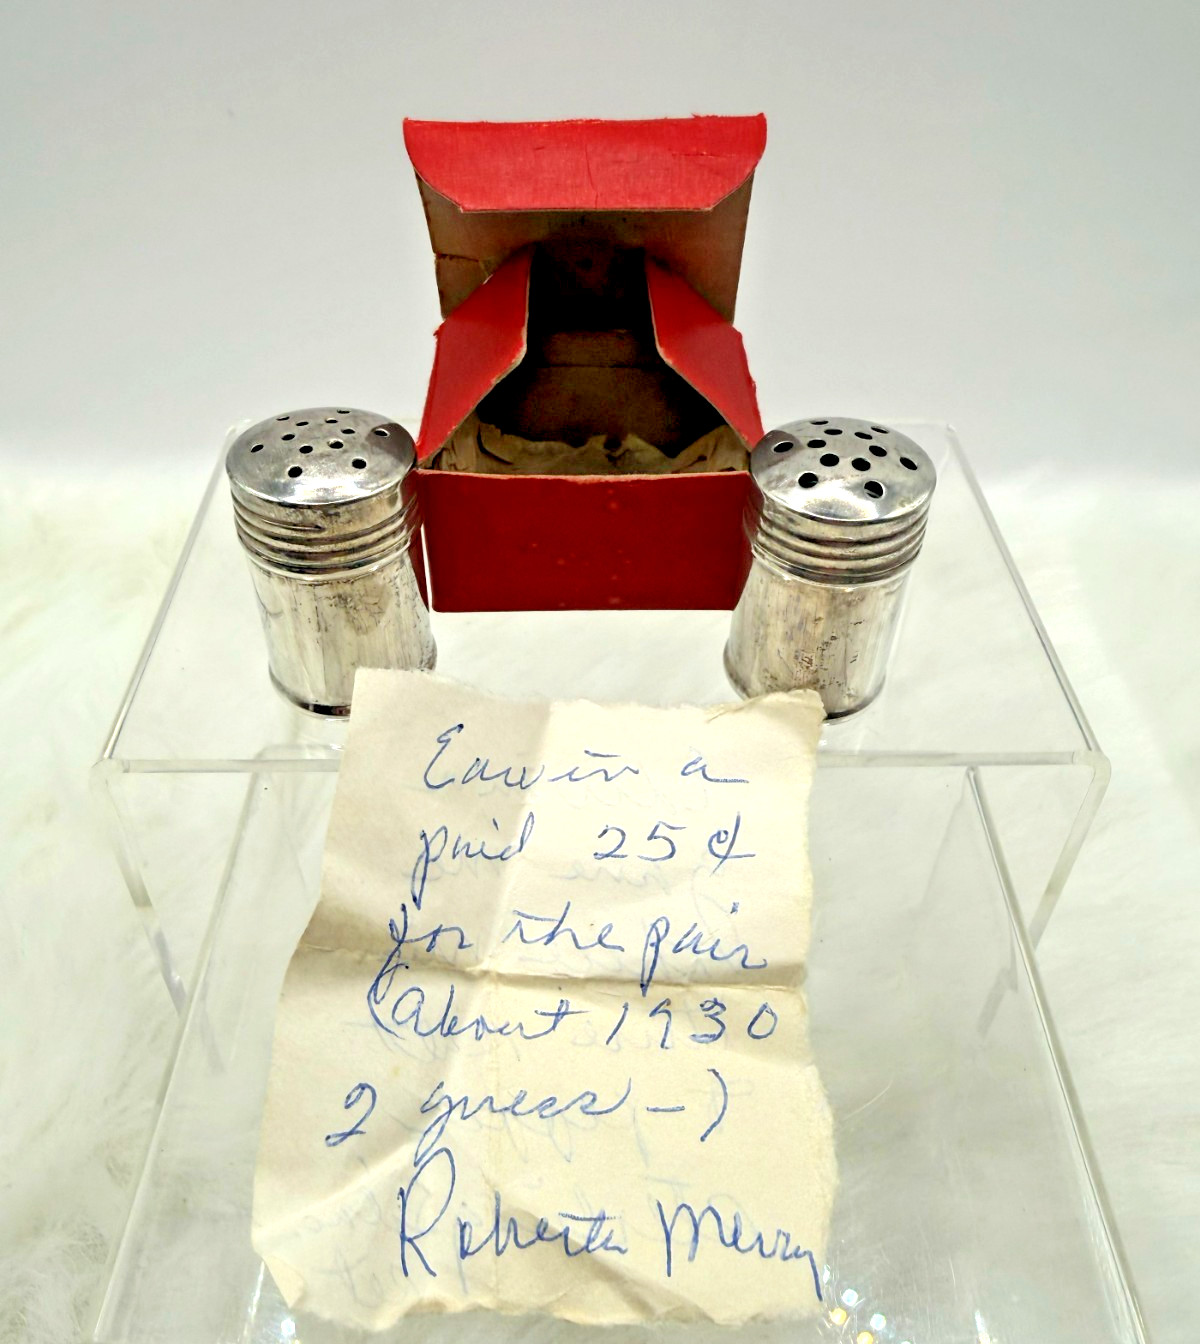 Edwin a
paid 25¢
for the pair
(about 1930
I guess -)
Roberta Merry